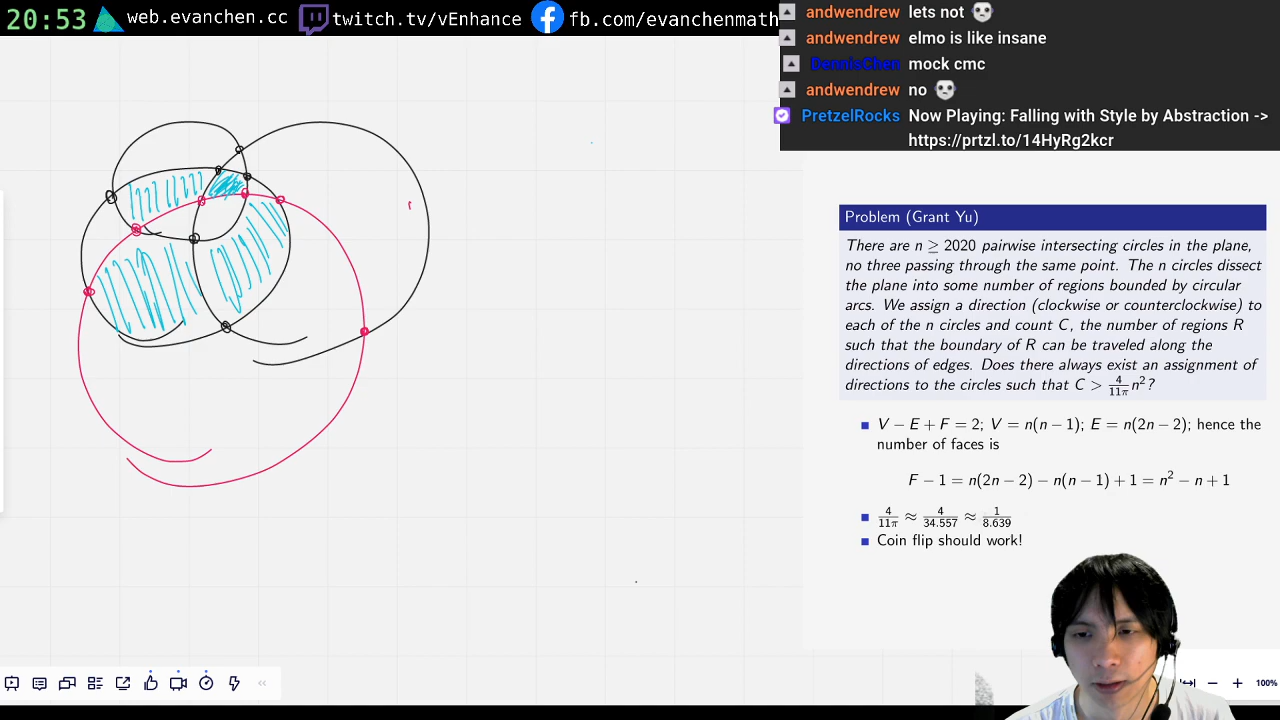 20:53 web.evanchen.cc twitch.tv/vEnhance fb.com/evanchenmath
andwendrew lets not
andwendrew elmo is like insane
DennisChen mock cmc
andwendrew no
PretzelRocks Now Playing: Falling with Style by Abstraction ->
https://prtzl.to/14HyRg2kcr
Problem (Grant Yu)
There are n ≥ 2020 pairwise intersecting circles in the plane,
no three passing through the same point. The n circles dissect
the plane into some number of regions bounded by circular
arcs. We assign a direction (clockwise or counterclockwise) to
each of the n circles and count C, the number of regions R
such that the boundary of R can be traveled along the
directions of edges. Does there always exist an assignment of
directions to the circles such that C > 4/11π n²?
V − E + F = 2; V = n(n − 1); E = n(2n − 2); hence the
number of faces is
F − 1 = n(2n − 2) − n(n − 1) + 1 = n² − n + 1
4/11π ≈ 4/34.557 ≈ 1/8.639
Coin flip should work!
100%